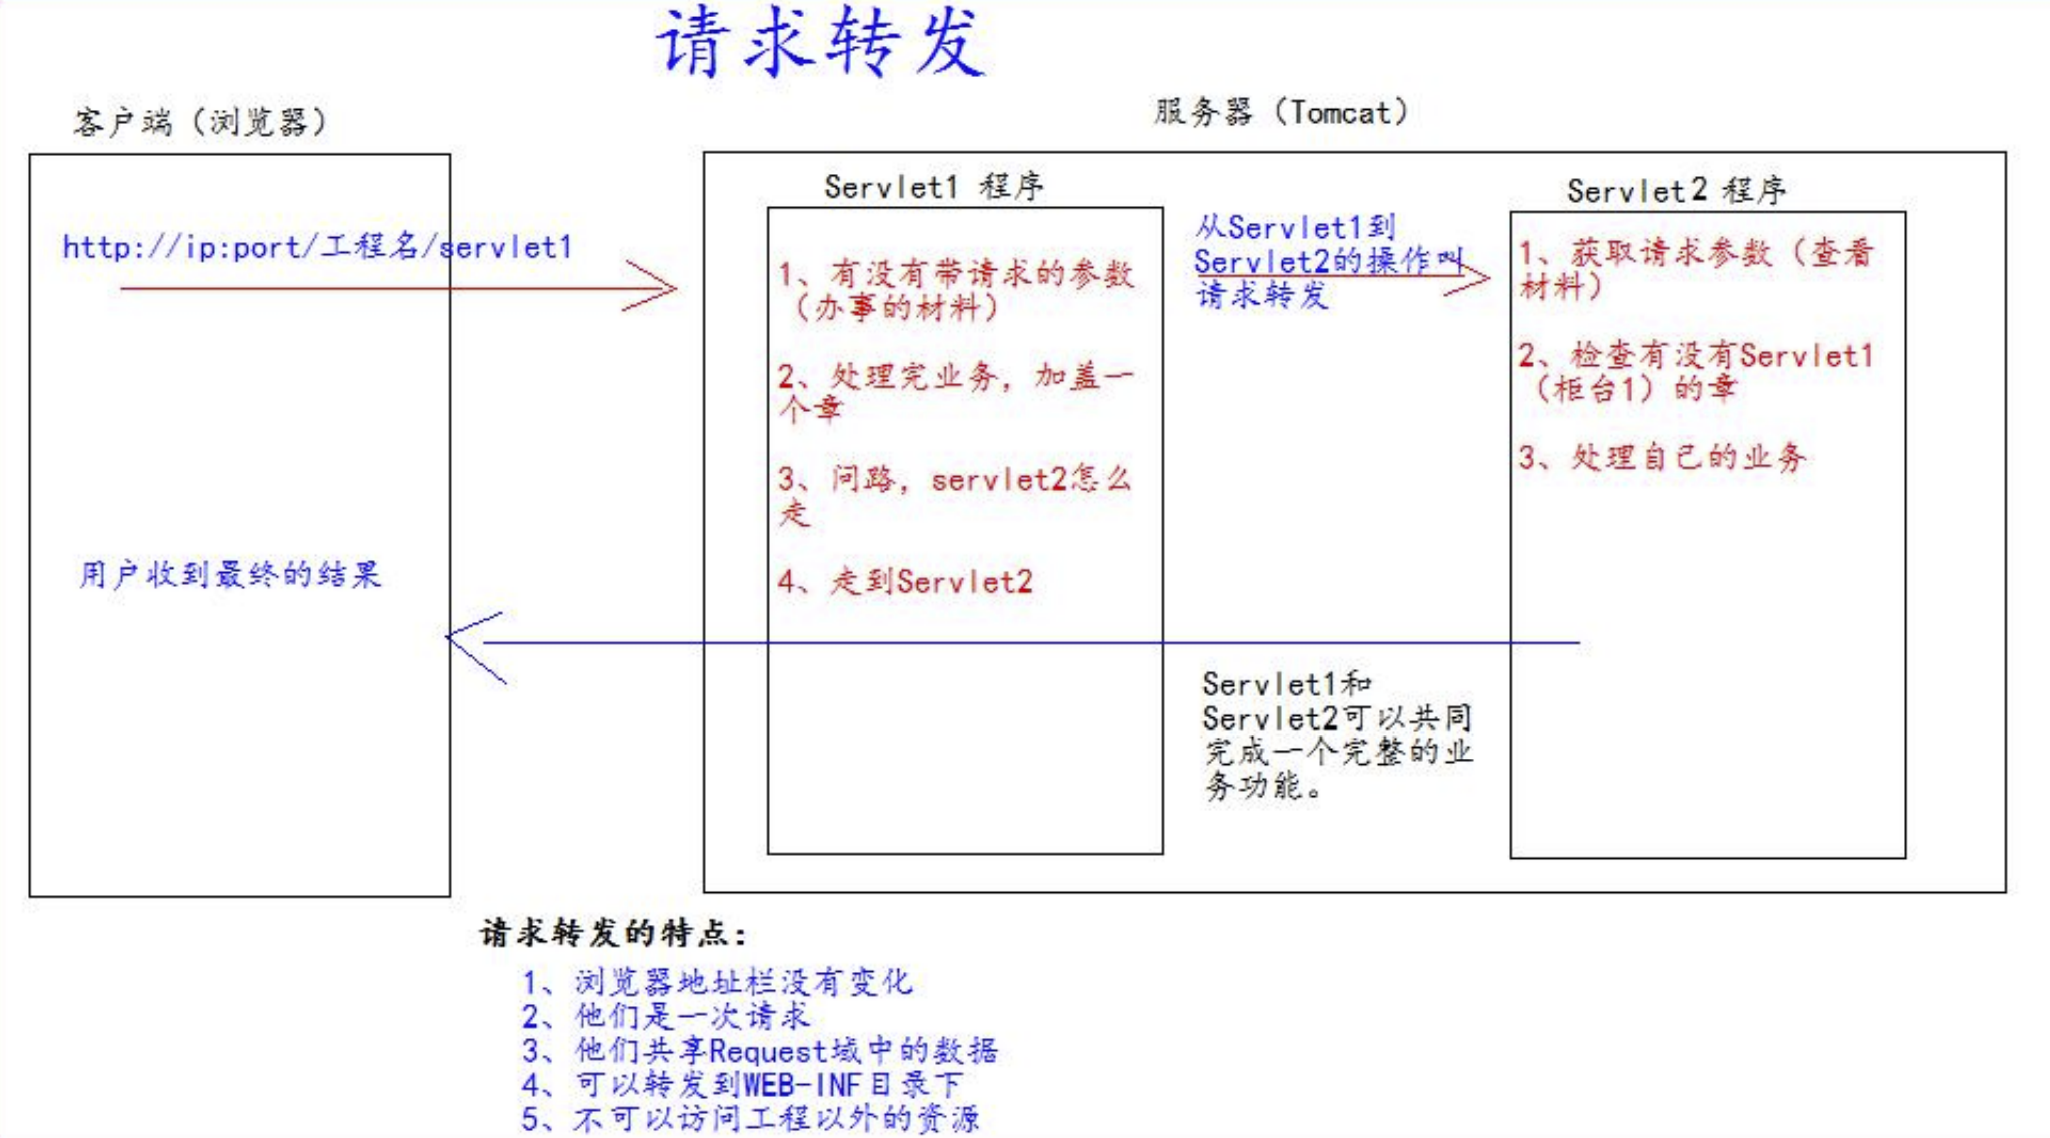 请求转发
客户端（浏览器）
服务器（Tomcat）
http://ip:port/工程名/servlet1
用户收到最终的结果
Servlet1 程序
1、有没有带请求的参数
（办事的材料）
2、处理完业务，加盖一
个章
3、问路，servlet2怎么
走
4、走到Servlet2
从Servlet1到
Servlet2的操作叫
请求转发
Servlet2 程序
1、获取请求参数（查看
材料）
2、检查有没有Servlet1
（柜台1）的章
3、处理自己的业务
Servlet1和
Servlet2可以共同
完成一个完整的业
务功能。
请求转发的特点：
1、浏览器地址栏没有变化
2、他们是一次请求
3、他们共享Request域中的数据
4、可以转发到WEB-INF目录下
5、不可以访问工程以外的资源